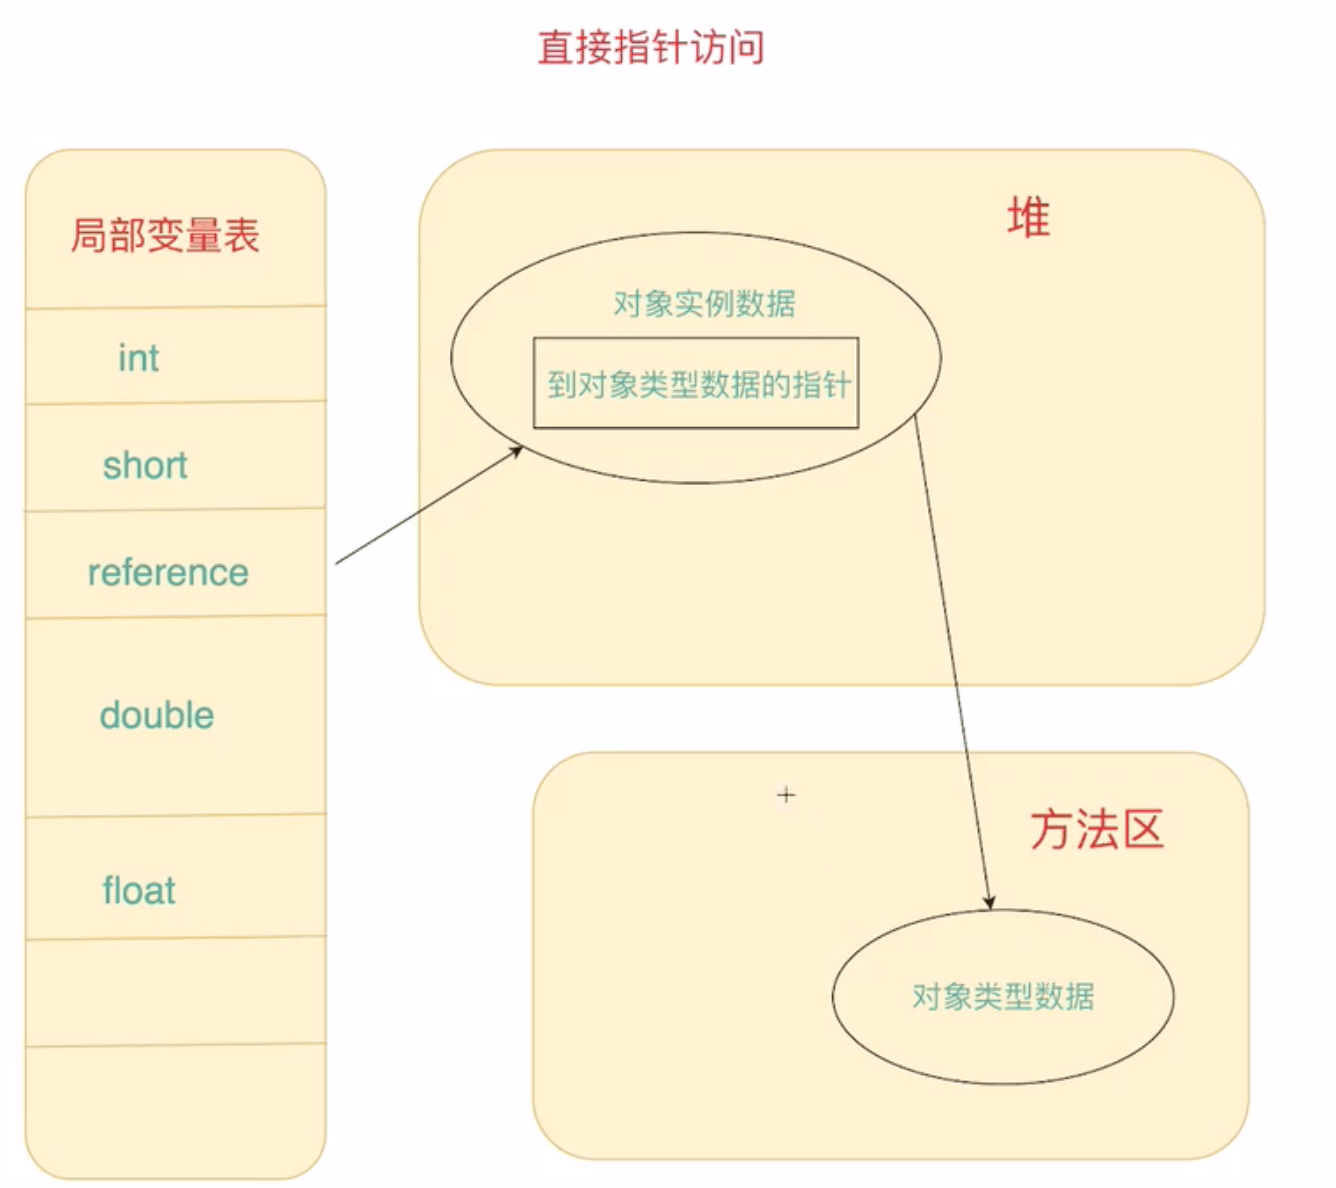 直接指针访问
局部变量表
int
short
reference
double
float
堆
对象实例数据
到对象类型数据的指针
方法区
对象类型数据